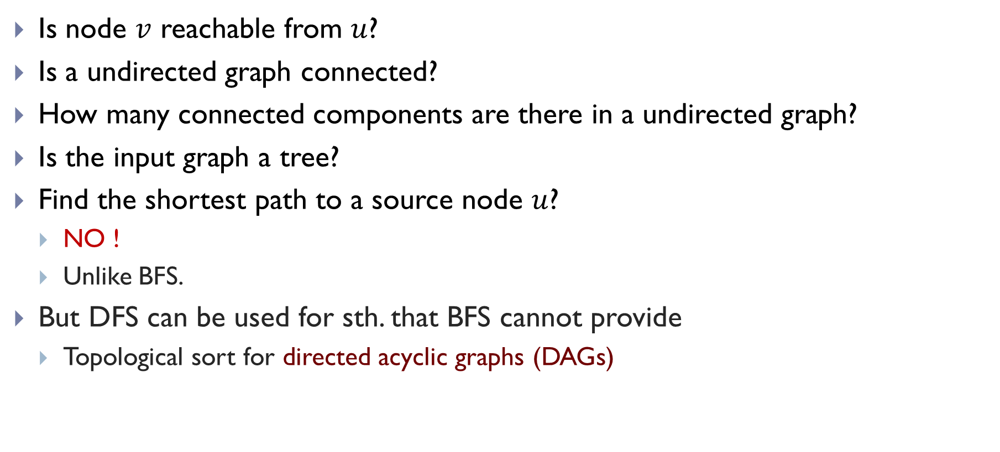 Is node v reachable from u?
Is a undirected graph connected?
How many connected components are there in a undirected graph?
Is the input graph a tree?
Find the shortest path to a source node u?
NO !
Unlike BFS.
But DFS can be used for sth. that BFS cannot provide
Topological sort for directed acyclic graphs (DAGs)